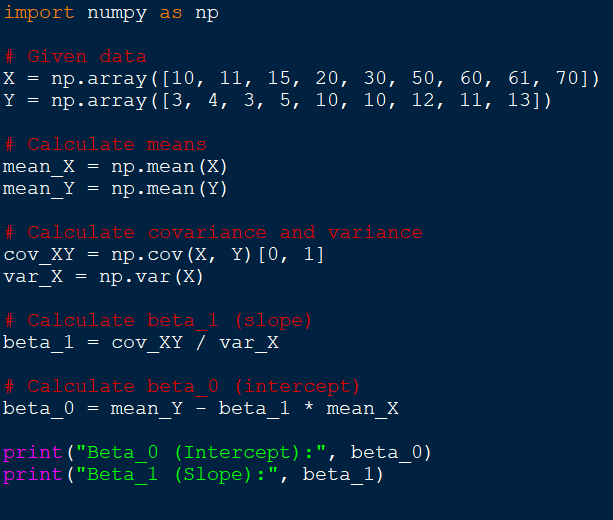 import numpy as np
# Given data
X = np.array([10, 11, 15, 20, 30, 50, 60, 61, 70])
Y = np.array([3, 4, 3, 5, 10, 10, 12, 11, 13])
# Calculate means
mean_X = np.mean(X)
mean_Y = np.mean(Y)
# Calculate covariance and variance
cov_XY = np.cov(X, Y)[0, 1]
var_X = np.var(X)
# Calculate beta_1 (slope)
beta_1 = cov_XY / var_X
# Calculate beta_0 (intercept)
beta_0 = mean_Y - beta_1 * mean_X
print("Beta_0 (Intercept):", beta_0)
print("Beta_1 (Slope):", beta_1)